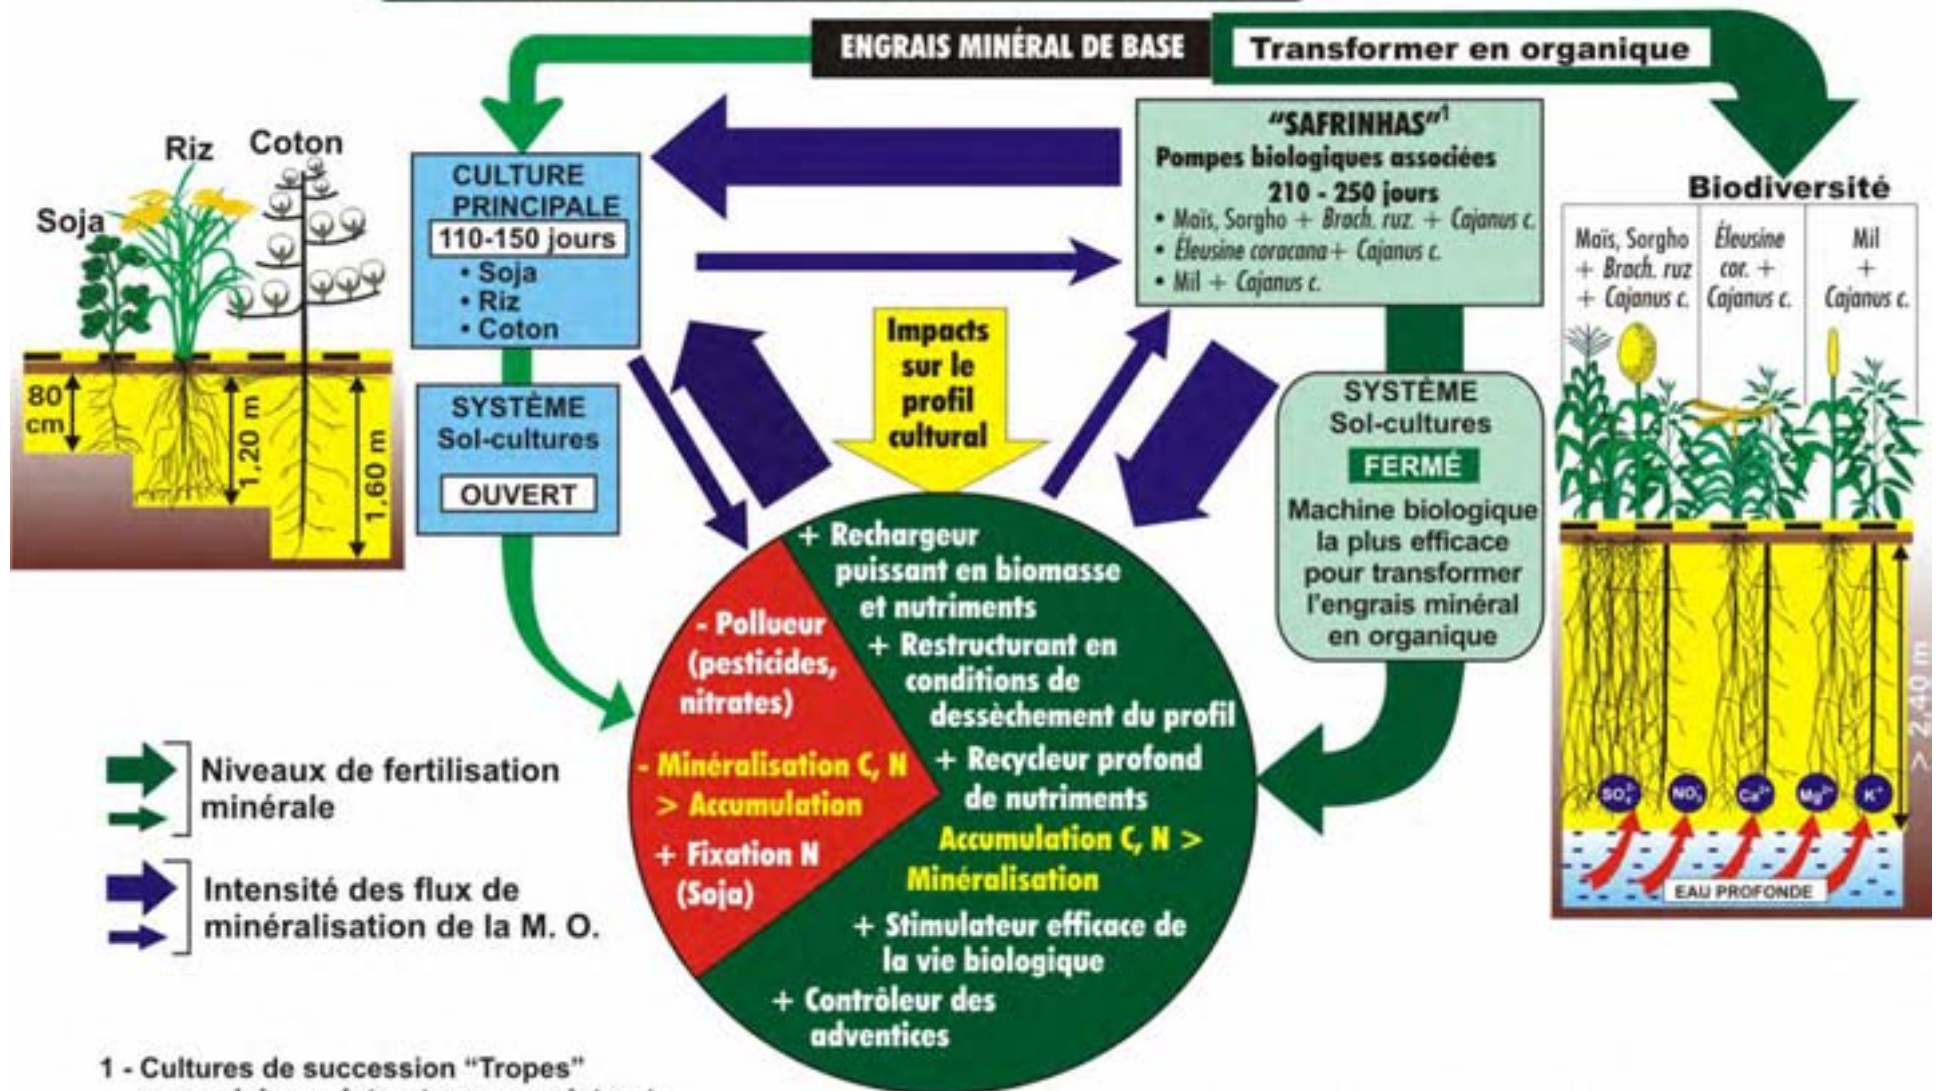 ENGRAIS MINÉRAL DE BASE
Transformer en organique
Soja
Riz
Coton
80
cm
1,20 m
1,60 m
CULTURE
PRINCIPALE
110-150 jours
• Soja
• Riz
• Coton
SYSTÈME
Sol-cultures
OUVERT
"SAFRINHAS"1
Pompes biologiques associées
210 - 250 jours
• Maïs, Sorgho + Brach. ruz. + Cajanus c.
• Éleusine coracana + Cajanus c.
• Mil + Cajanus c.
Impacts
sur le
profil
cultural
SYSTÈME
Sol-cultures
FERMÉ
Machine biologique
la plus efficace
pour transformer
l'engrais minéral
en organique
Biodiversité
Maïs, Sorgho
+ Brach. ruz
+ Cajanus c.
Éleusine
cor. +
Cajanus c.
Mil
+
Cajanus c.
> 2,40 m
SO₄²⁻
NO₃⁻
Ca²⁺
Mg²⁺
K⁺
EAU PROFONDE
- Pollueur
(pesticides,
nitrates)
- Minéralisation C, N
> Accumulation
+ Fixation N
(Soja)
+ Rechargeur
puissant en biomasse
et nutriments
+ Restructurant en
conditions de
dessèchement du profil
+ Recycleur profond
de nutriments
Accumulation C, N >
Minéralisation
+ Stimulateur efficace de
la vie biologique
+ Contrôleur des
adventices
Niveaux de fertilisation
minérale
Intensité des flux de
minéralisation de la M. O.
1 - Cultures de succession "Tropes"